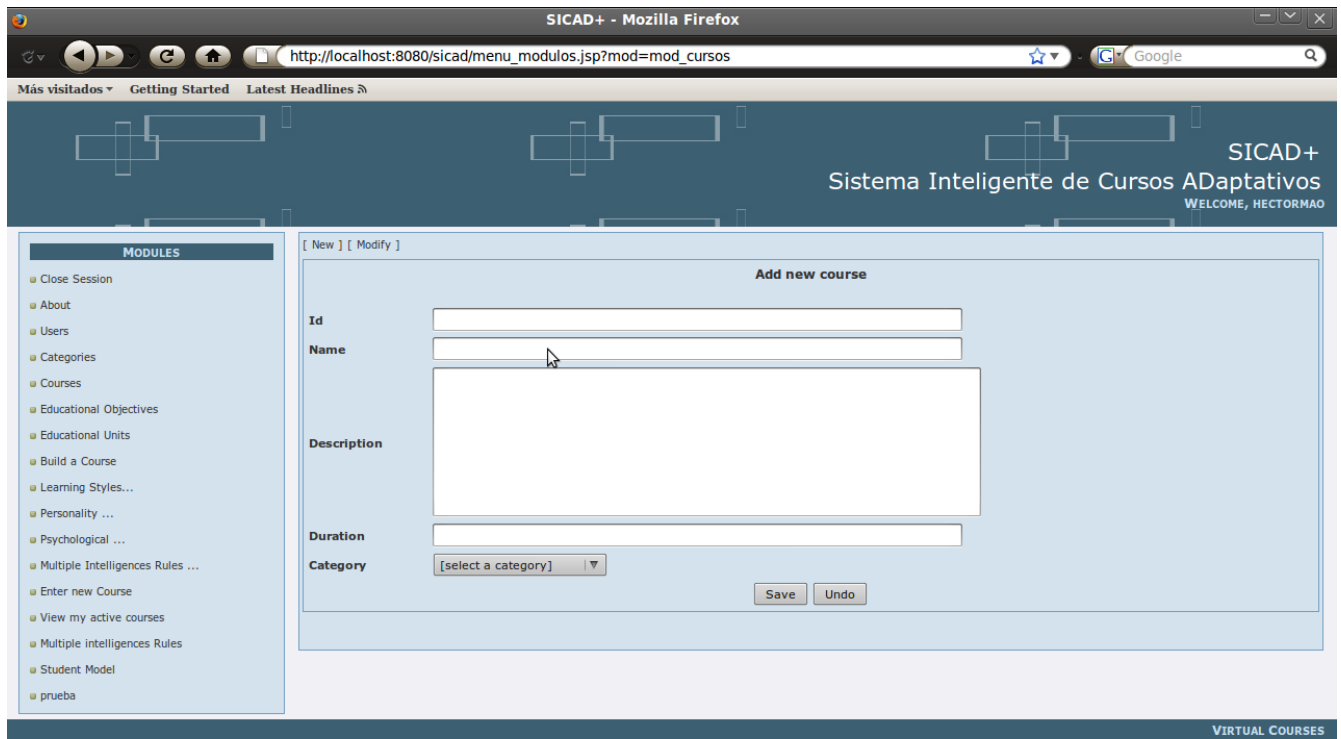 SICAD+ - Mozilla Firefox
http://localhost:8080/sicad/menu_modulos.jsp?mod=mod_cursos
G Google
Más visitados Getting Started Latest Headlines
SICAD+
Sistema Inteligente de Cursos ADaptativos
WELCOME, HECTORMAO
MODULES
Close Session
About
Users
Categories
Courses
Educational Objectives
Educational Units
Build a Course
Learning Styles...
Personality ...
Psychological ...
Multiple Intelligences Rules ...
Enter new Course
View my active courses
Multiple intelligences Rules
Student Model
prueba
[ New ] [ Modify ]
Add new course
Id
Name
Description
Duration
Category [select a category]
Save Undo
VIRTUAL COURSES